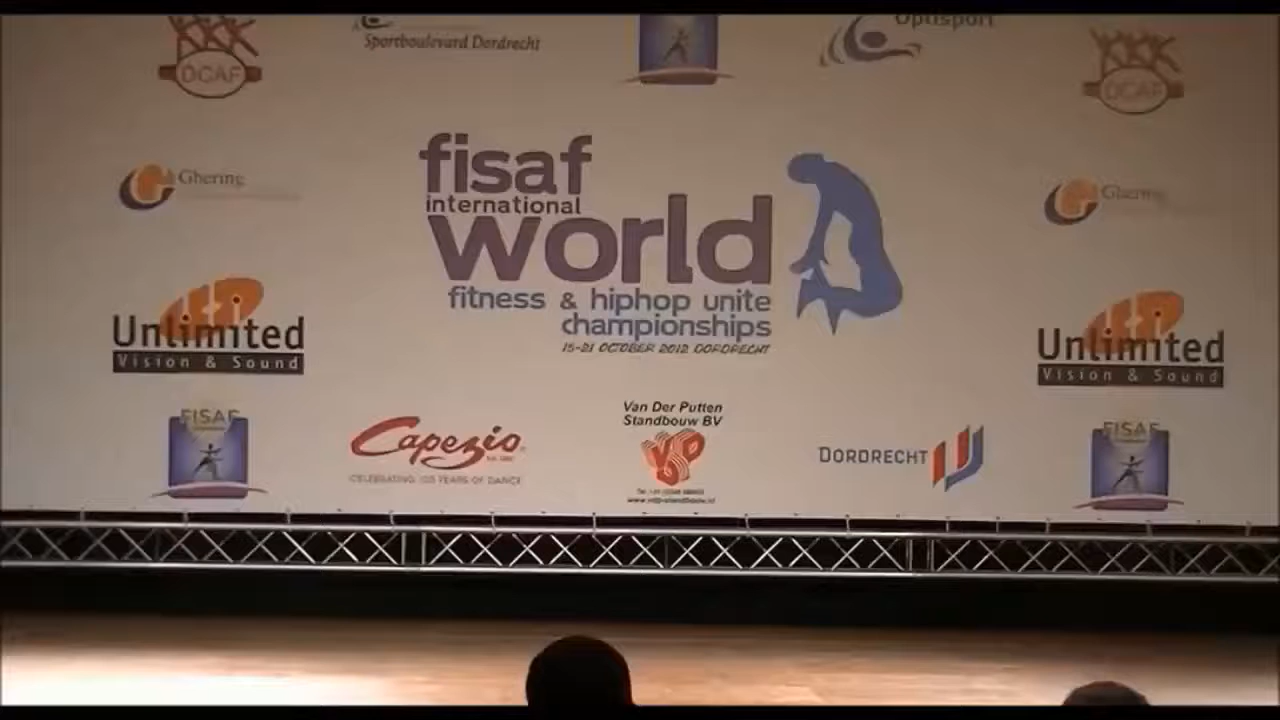 DCAF
Sportboulevard Dordrecht
Optisport
DCAF
fisaf
international
world
fitness & hiphop unite
championships
15-21 OCTOBER 2012 DORDRECHT
Ghering
Ghering
Unlimited
Vision & Sound
Unlimited
Vision & Sound
FISAF
Capezio
CELEBRATING 125 YEARS OF DANCE
Van Der Putten
Standbouw BV
DORDRECHT
FISAF